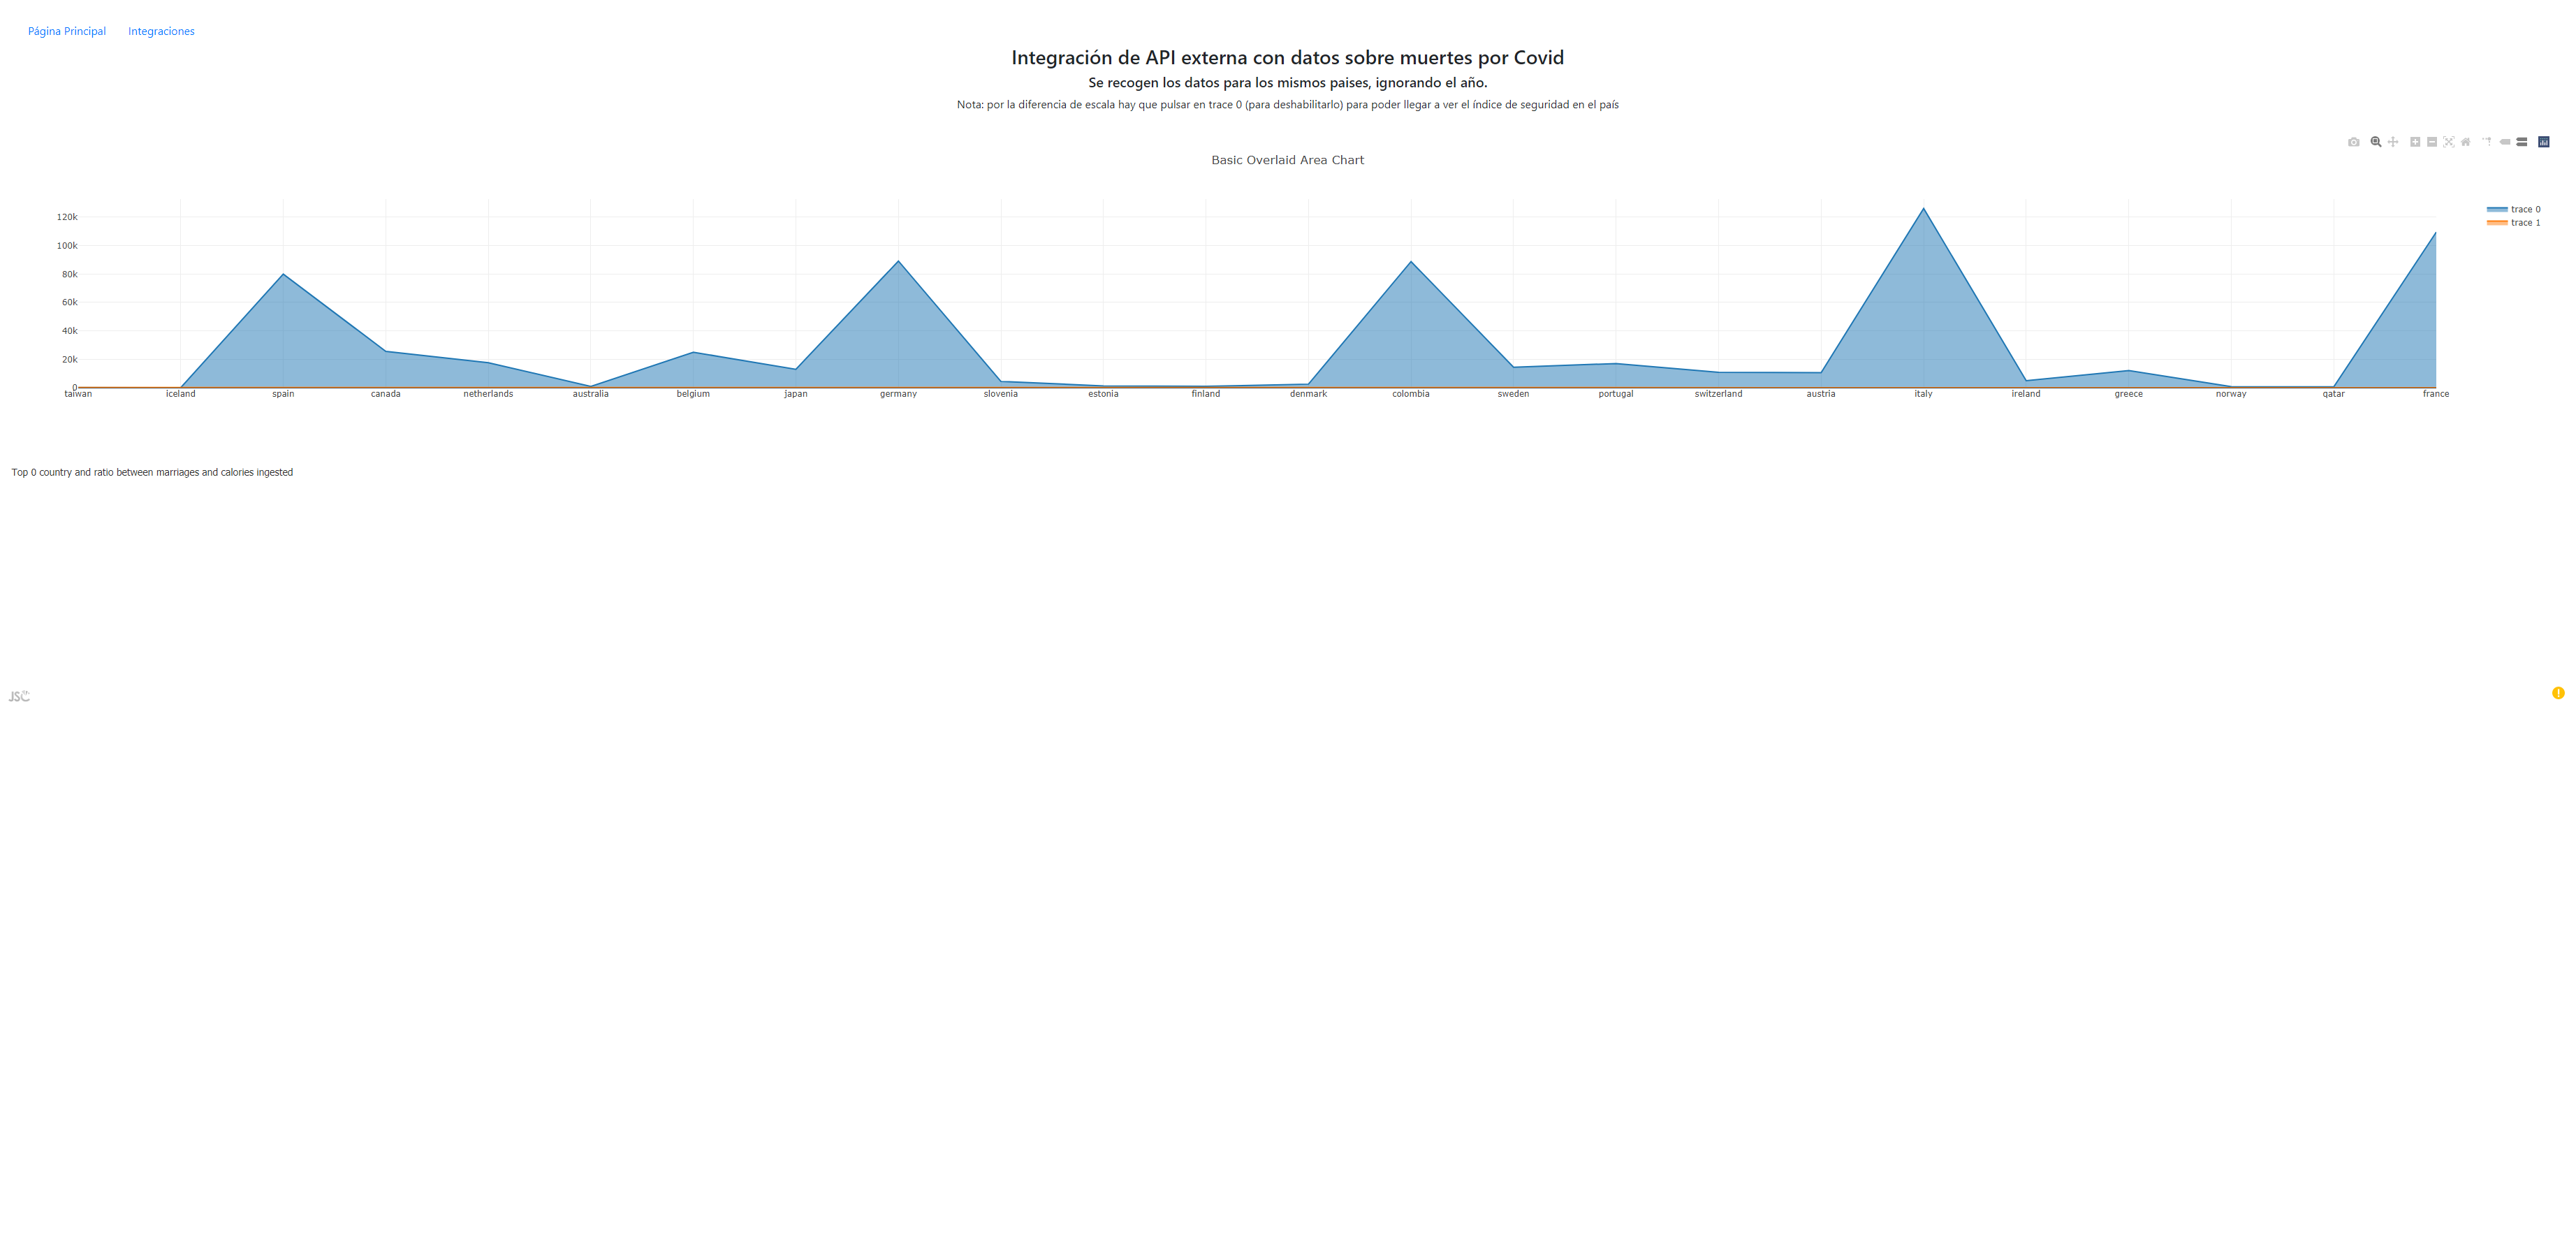 Página Principal Integraciones
Integración de API externa con datos sobre muertes por Covid
Se recogen los datos para los mismos paises, ignorando el año.
Nota: por la diferencia de escala hay que pulsar en trace 0 (para deshabilitarlo) para poder llegar a ver el índice de seguridad en el país
Basic Overlaid Area Chart
trace 0
trace 1
120k
100k
80k
60k
40k
20k
0
taiwan iceland spain canada netherlands australia belgium japan germany slovenia estonia finland denmark colombia sweden portugal switzerland austria italy ireland greece norway qatar france
Top 0 country and ratio between marriages and calories ingested
JSC